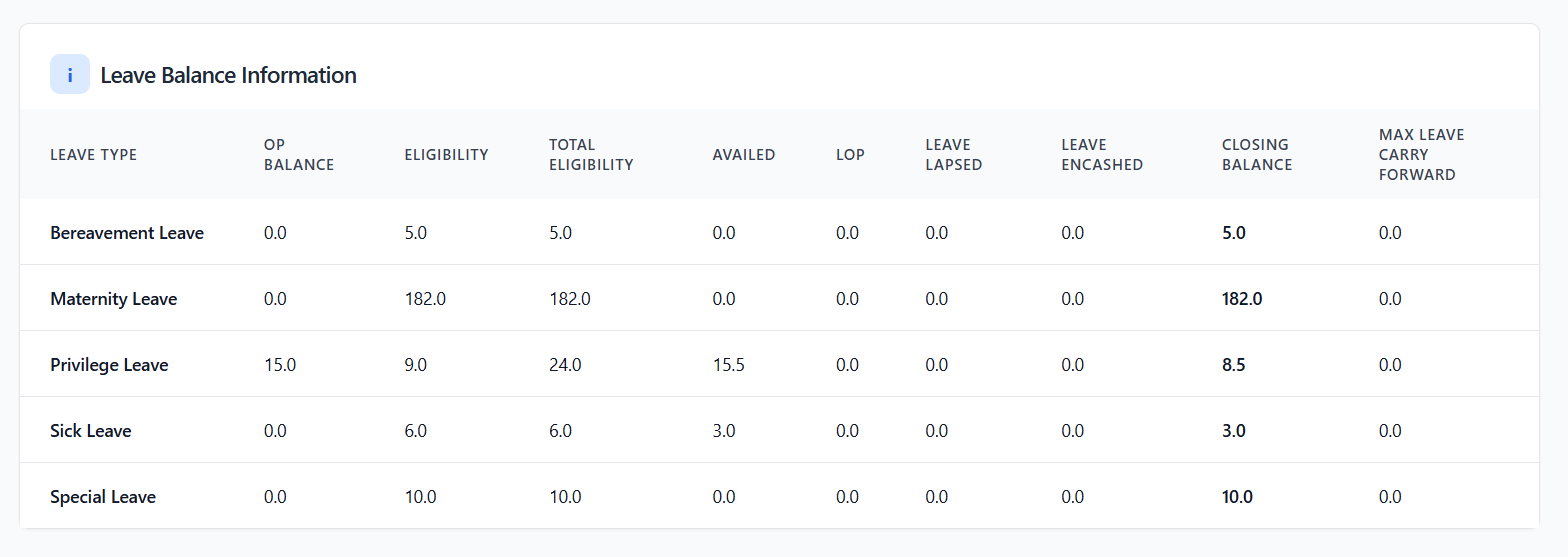 i Leave Balance Information
LEAVE TYPE OP BALANCE ELIGIBILITY TOTAL ELIGIBILITY AVAILED LOP LEAVE LAPSED LEAVE ENCASHED CLOSING BALANCE MAX LEAVE CARRY FORWARD
Bereavement Leave 0.0 5.0 5.0 0.0 0.0 0.0 0.0 5.0 0.0
Maternity Leave 0.0 182.0 182.0 0.0 0.0 0.0 0.0 182.0 0.0
Privilege Leave 15.0 9.0 24.0 15.5 0.0 0.0 0.0 8.5 0.0
Sick Leave 0.0 6.0 6.0 3.0 0.0 0.0 0.0 3.0 0.0
Special Leave 0.0 10.0 10.0 0.0 0.0 0.0 0.0 10.0 0.0